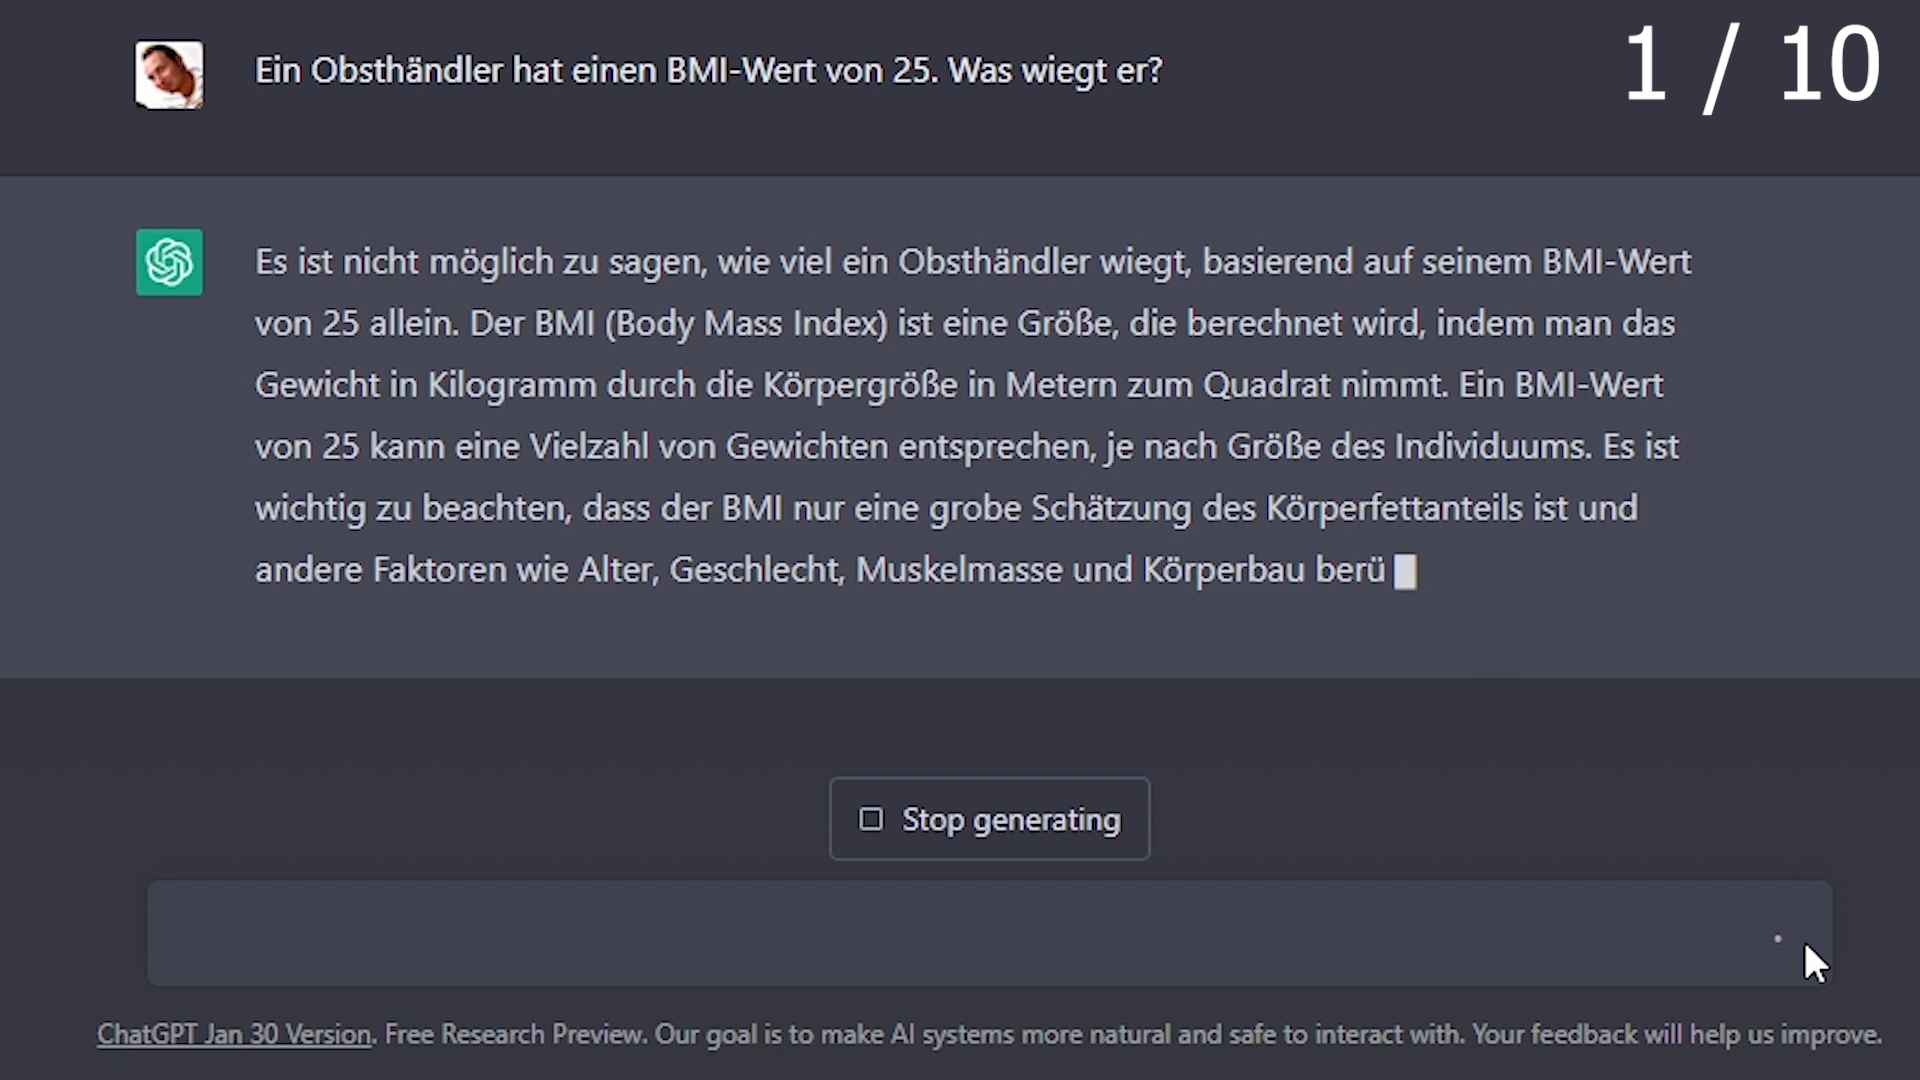 Ein Obsthändler hat einen BMI-Wert von 25. Was wiegt er?
1 / 10
Es ist nicht möglich zu sagen, wie viel ein Obsthändler wiegt, basierend auf seinem BMI-Wert
von 25 allein. Der BMI (Body Mass Index) ist eine Größe, die berechnet wird, indem man das
Gewicht in Kilogramm durch die Körpergröße in Metern zum Quadrat nimmt. Ein BMI-Wert
von 25 kann eine Vielzahl von Gewichten entsprechen, je nach Größe des Individuums. Es ist
wichtig zu beachten, dass der BMI nur eine grobe Schätzung des Körperfettanteils ist und
andere Faktoren wie Alter, Geschlecht, Muskelmasse und Körperbau berü
Stop generating
ChatGPT Jan 30 Version. Free Research Preview. Our goal is to make AI systems more natural and safe to interact with. Your feedback will help us improve.